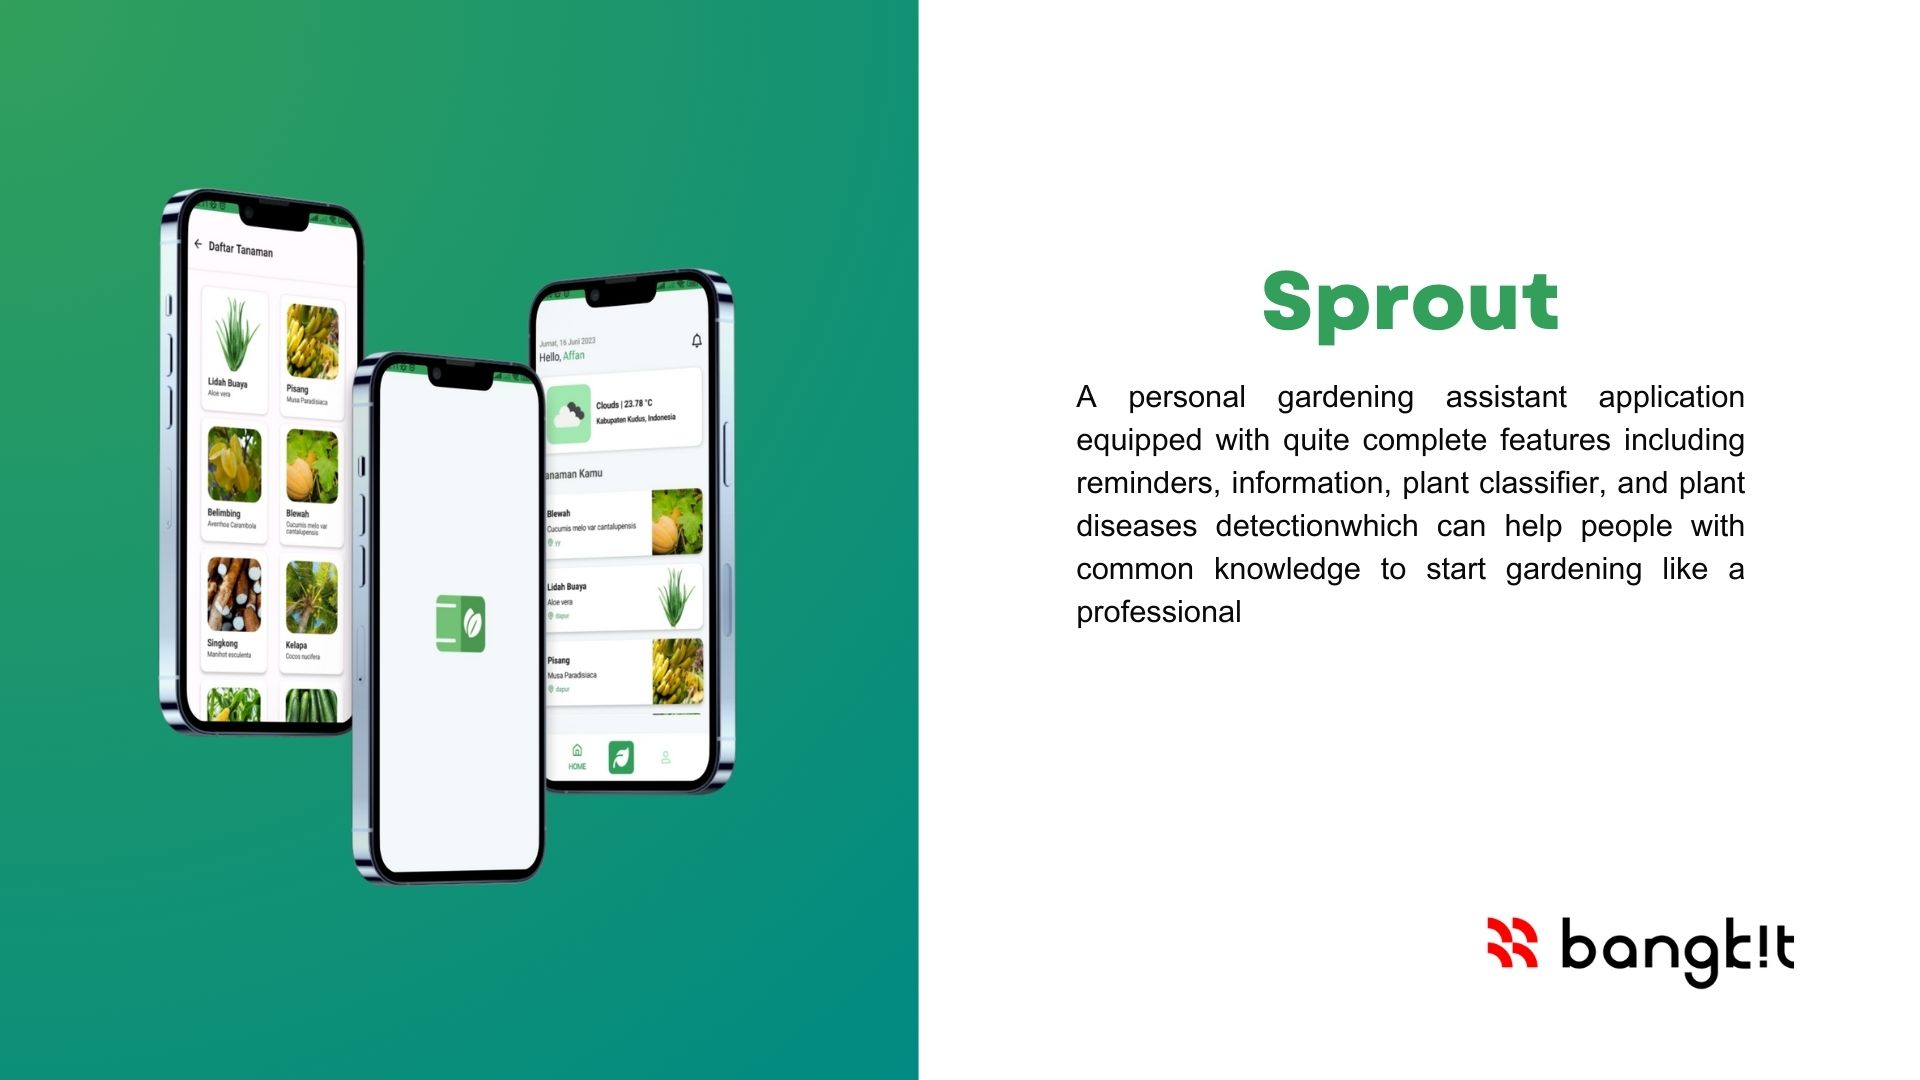 Daftar Tanaman
Lidah Buaya
Aloe vera
Pisang
Musa Paradisiaca
Belimbing
Averrhoa Carambola
Blewah
Cucumis melo var
cantalupensis
Singkong
Manihot esculenta
Kelapa
Cocos nucifera
Jumat, 16 Juni 2023
Hello, Affan
Clouds | 23.78 °C
Kabupaten Kudus, Indonesia
anaman Kamu
Blewah
Cucumis melo var cantalupensis
yy
Lidah Buaya
Aloe vera
dapur
Pisang
Musa Paradisiaca
dapur
HOME
Sprout
A personal gardening assistant application
equipped with quite complete features including
reminders, information, plant classifier, and plant
diseases detectionwhich can help people with
common knowledge to start gardening like a
professional
bangk!t